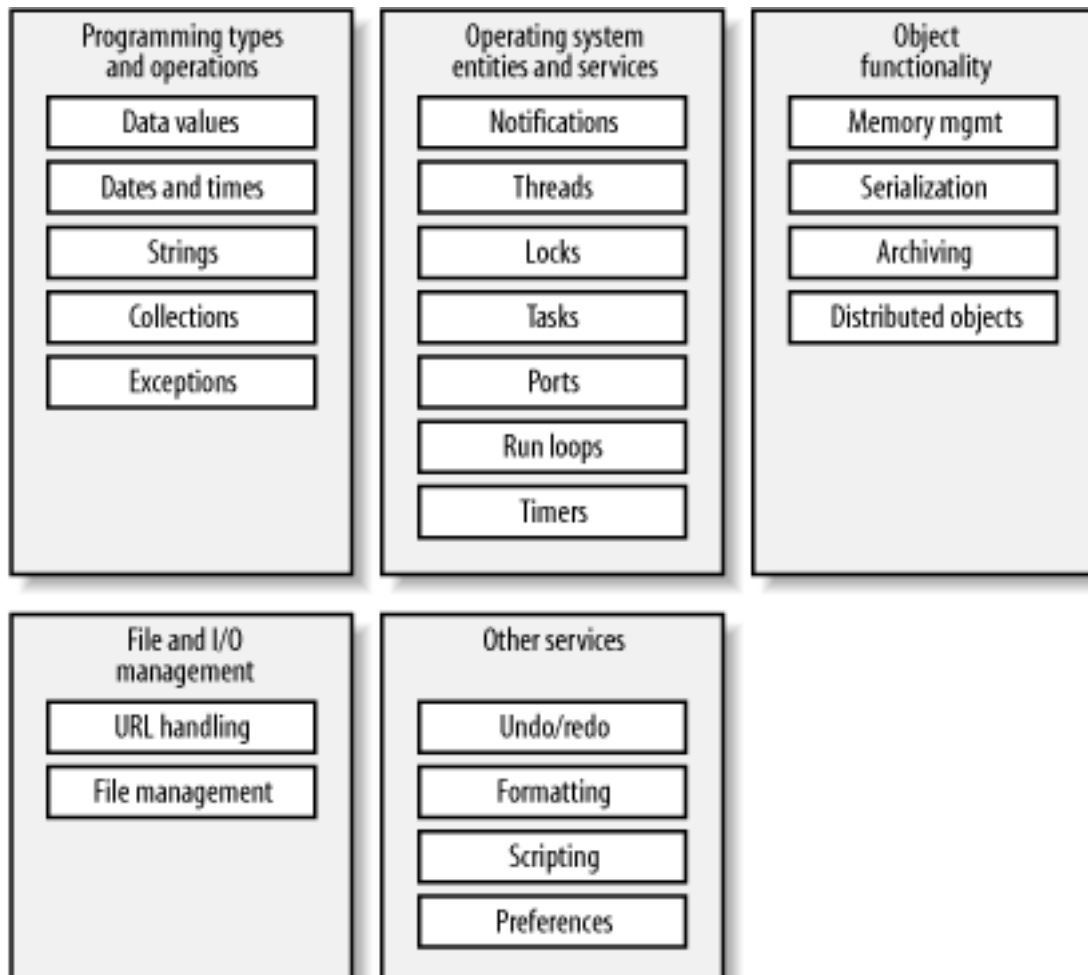 Programming types
and operations
Data values
Dates and times
Strings
Collections
Exceptions
Operating system
entities and services
Notifications
Threads
Locks
Tasks
Ports
Run loops
Timers
Object
functionality
Memory mgmt
Serialization
Archiving
Distributed objects
File and I/O
management
URL handling
File management
Other services
Undo/redo
Formatting
Scripting
Preferences